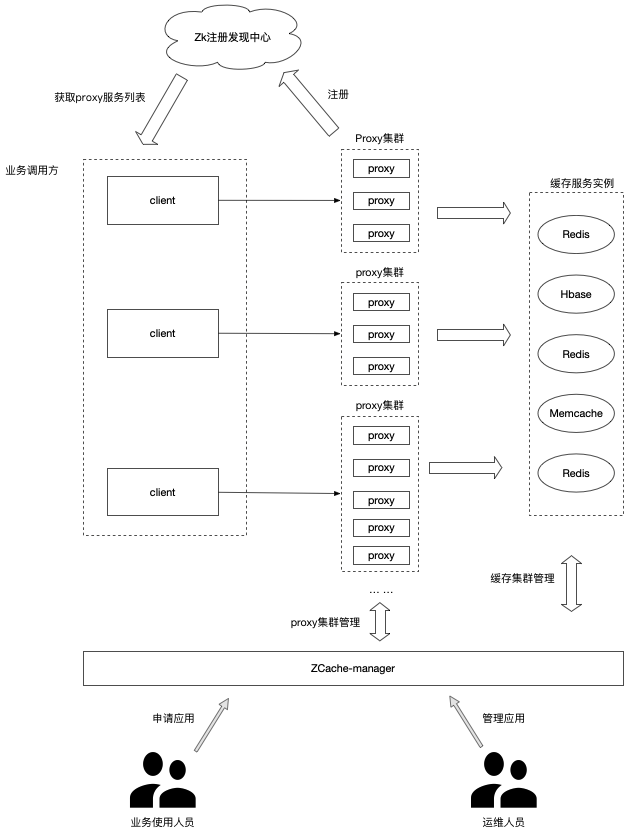 Zk注册发现中心
获取proxy服务列表
注册
业务调用方
Proxy集群
缓存服务实例
client
proxy
proxy
proxy
Redis
proxy集群
Hbase
client
proxy
proxy
proxy
Redis
proxy集群
Memcache
client
proxy
proxy
proxy
proxy
proxy
Redis
... ...
缓存集群管理
proxy集群管理
ZCache-manager
申请应用
管理应用
业务使用人员
运维人员